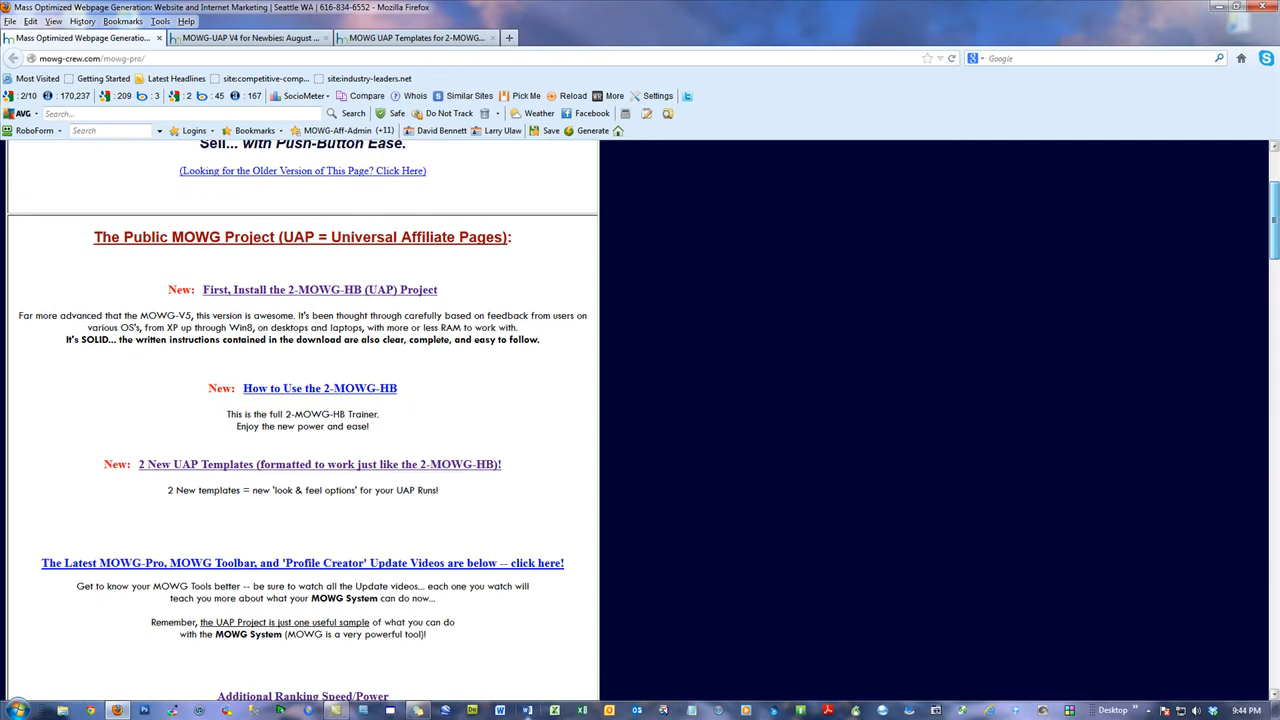 Mass Optimized Webpage Generation: Website and Internet Marketing | Seattle WA | 616-834-6552 - Mozilla Firefox
File Edit View History Bookmarks Tools Help
Mass Optimized Webpage Generatio... MOWG-UAP V4 for Newbies: August ... MOWG UAP Templates for 2-MOWG...
mowg-crew.com/mowg-pro/ Google
Most Visited Getting Started Latest Headlines site:competitive-comp... site:industry-leaders.net
: 2/10 : 170,237 : 209 : 3 : 2 : 45 : 167 SocioMeter Compare Whois Similar Sites Pick Me Reload More Settings
AVG Search... Search Safe Do Not Track Weather Facebook
RoboForm Search Logins Bookmarks MOWG-Aff-Admin (+11) David Bennett Larry Ulaw Save Generate
Sell... with Push-Button Ease.
(Looking for the Older Version of This Page? Click Here)
The Public MOWG Project (UAP = Universal Affiliate Pages):
New: First, Install the 2-MOWG-HB (UAP) Project
Far more advanced that the MOWG-V5, this version is awesome. It's been thought through carefully based on feedback from users on
various OS's, from XP up through Win8, on desktops and laptops, with more or less RAM to work with.
It's SOLID... the written instructions contained in the download are also clear, complete, and easy to follow.
New: How to Use the 2-MOWG-HB
This is the full 2-MOWG-HB Trainer.
Enjoy the new power and ease!
New: 2 New UAP Templates (formatted to work just like the 2-MOWG-HB)!
2 New templates = new 'look & feel options' for your UAP Runs!
The Latest MOWG-Pro, MOWG Toolbar, and 'Profile Creator' Update Videos are below -- click here!
Get to know your MOWG Tools better -- be sure to watch all the Update videos... each one you watch will
teach you more about what your MOWG System can do now...
Remember, the UAP Project is just one useful sample of what you can do
with the MOWG System (MOWG is a very powerful tool)!
Additional Ranking Speed/Power
Desktop 9:44 PM